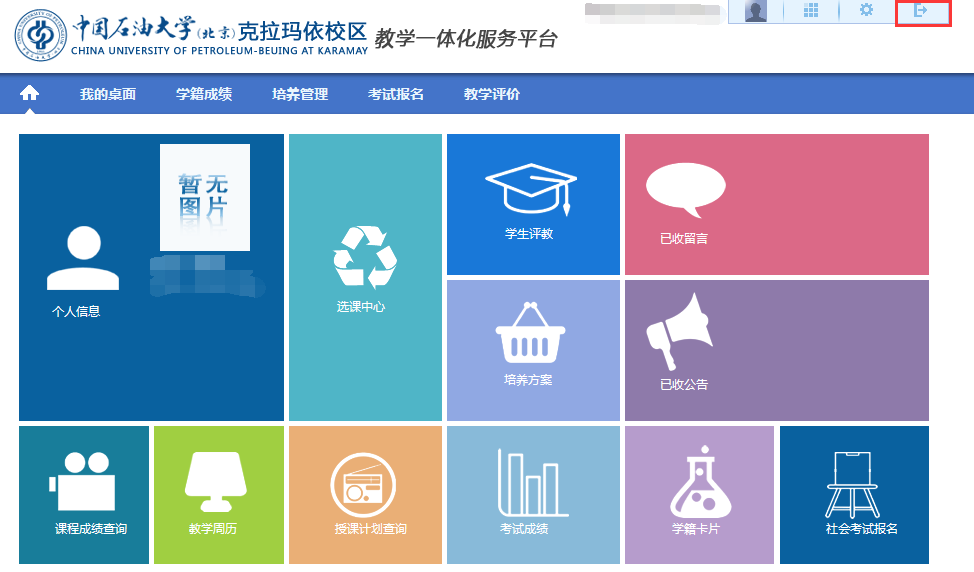 中国石油大学(北京)克拉玛依校区
CHINA UNIVERSITY OF PETROLEUM-BEIJING AT KARAMAY
教学一体化服务平台
我的桌面 学籍成绩 培养管理 考试报名 教学评价
暂无
图片
个人信息
选课中心
学生评教
已收留言
培养方案
已收公告
课程成绩查询
教学周历
授课计划查询
考试成绩
学籍卡片
社会考试报名